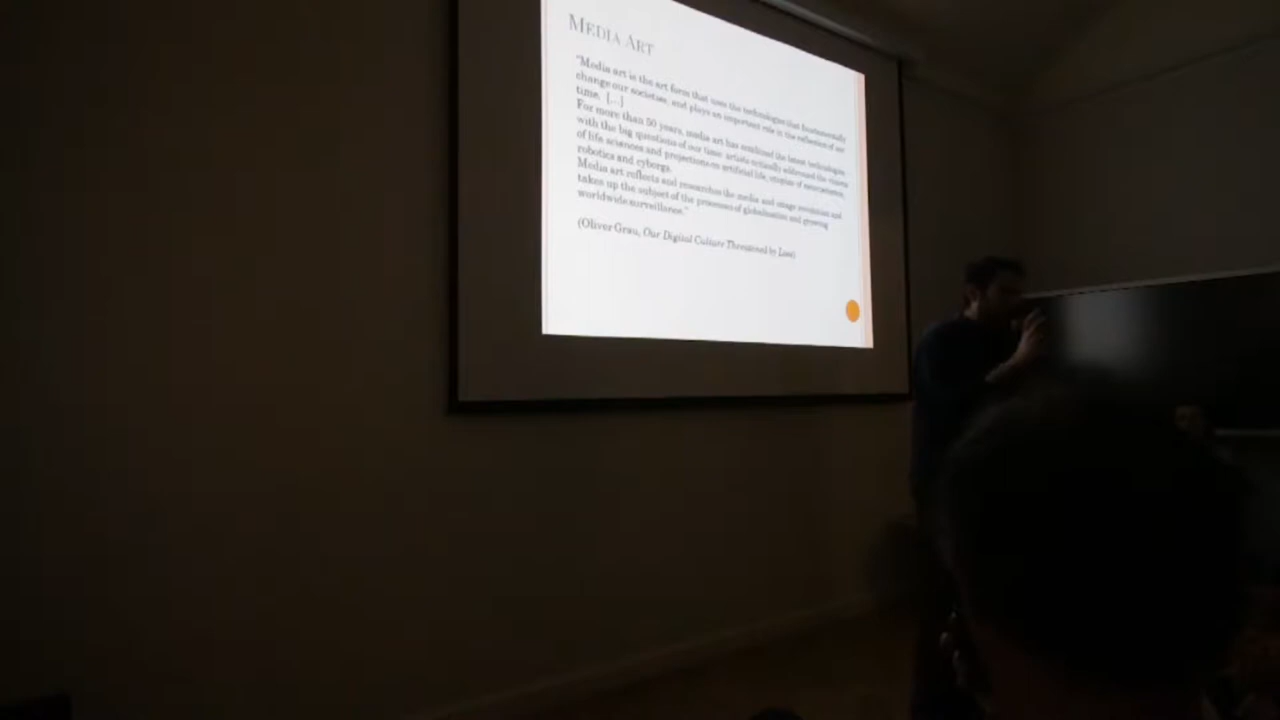 MEDIA ART
"Media art is the art form that uses the technologies that fundamentally
change our societies, and plays an important role in the reflection of our
time. [...]
For more than 50 years, media art has combined the latest technologies
with the big questions of our time: artists critically addressed the visions
of life sciences and projections on artificial life, utopias of neuroscience,
robotics and cyborgs.
Media art reflects and researches the media and image revolution and
takes up the subject of the processes of globalisation and growing
worldwide surveillance."
(Oliver Grau, Our Digital Culture Threatened by Loss)